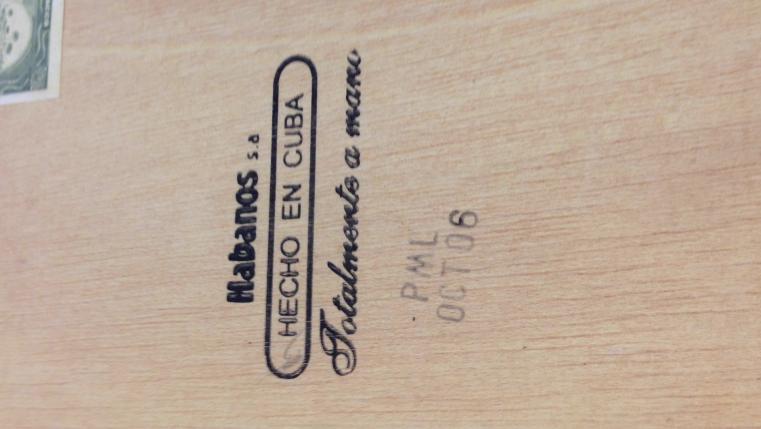 Habanos s.a
HECHO EN CUBA
Totalmente a mano
PML
OCT 06